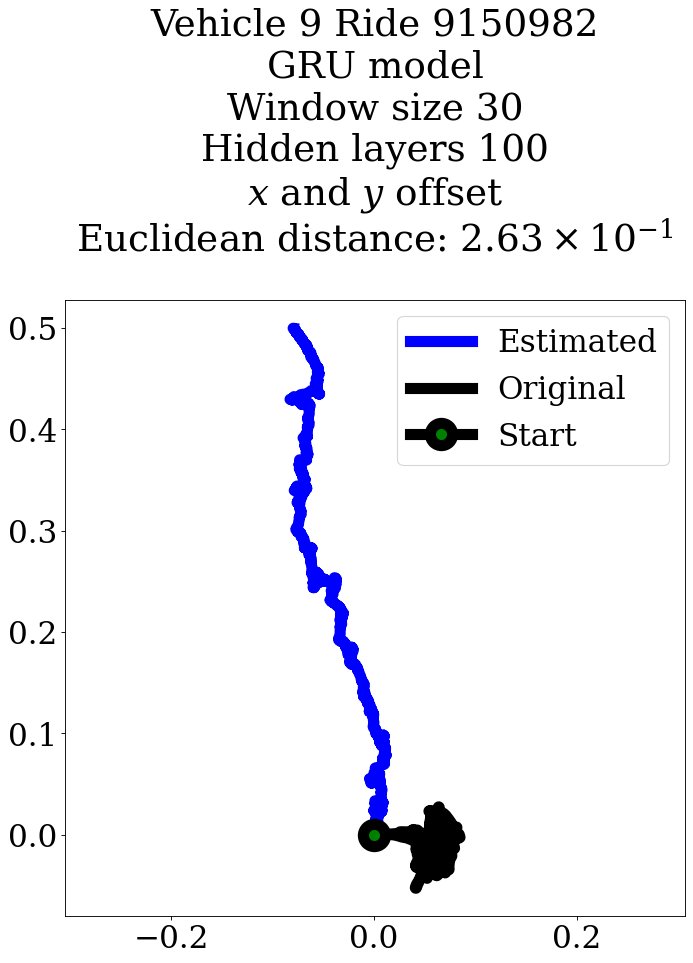 Vehicle 9 Ride 9150982
GRU model
Window size 30
Hidden layers 100
x and y offset
Euclidean distance: 2.63 × 10⁻¹
Estimated
Original
Start
0.5
0.4
0.3
0.2
0.1
0.0
−0.2 0.0 0.2